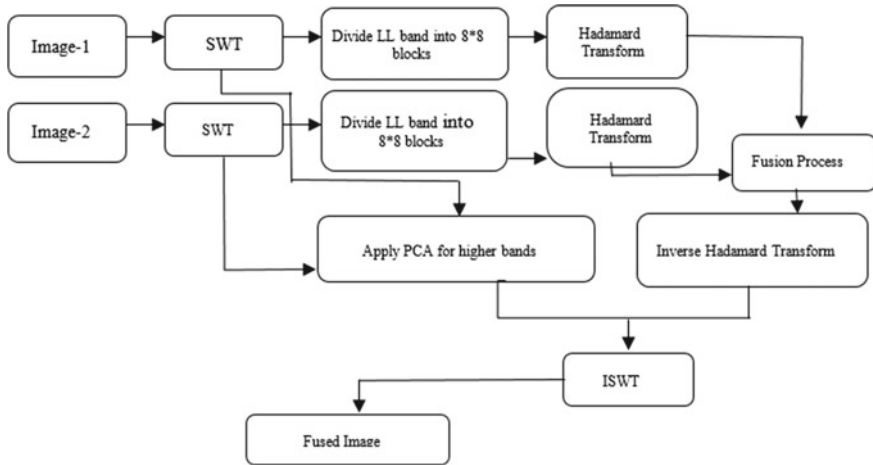 Image-1
SWT
Divide LL band into 8*8
blocks
Hadamard
Transform
Image-2
SWT
Divide LL band into
8*8 blocks
Hadamard
Transform
Fusion Process
Apply PCA for higher bands
Inverse Hadamard Transform
ISWT
Fused Image